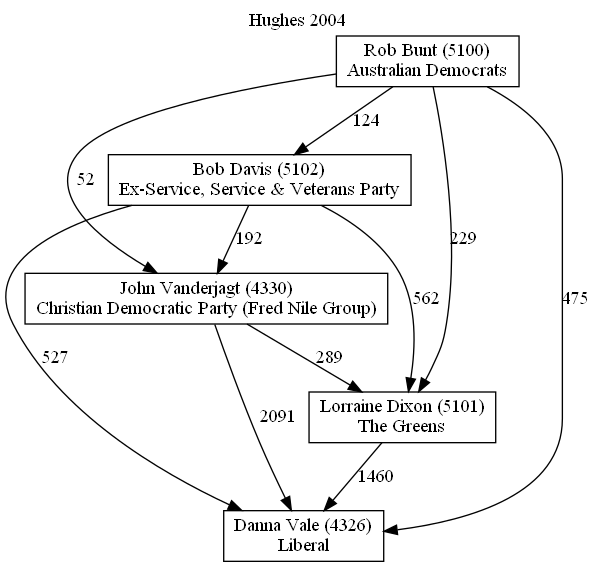 Hughes 2004
Rob Bunt (5100)
Australian Democrats
124
Bob Davis (5102)
Ex-Service, Service & Veterans Party
52
192
229
John Vanderjagt (4330)
Christian Democratic Party (Fred Nile Group)
562
475
527
289
Lorraine Dixon (5101)
The Greens
2091
1460
Danna Vale (4326)
Liberal